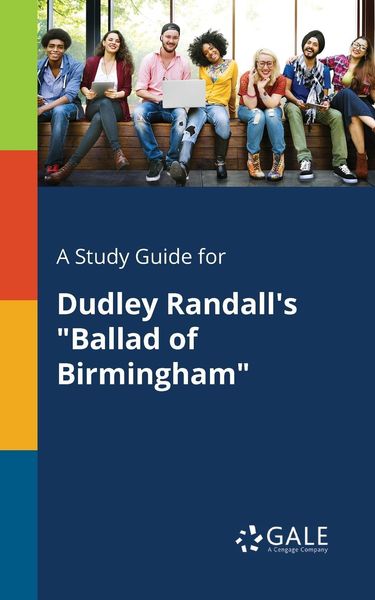 A Study Guide for
Dudley Randall's
"Ballad of
Birmingham"
GALE
A Cengage Company